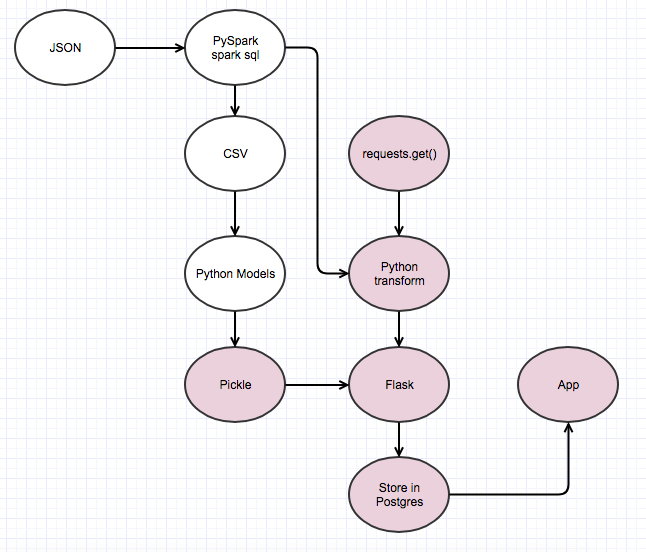 JSON
PySpark
spark sql
CSV
requests.get()
Python Models
Python
transform
Pickle
Flask
App
Store in
Postgres